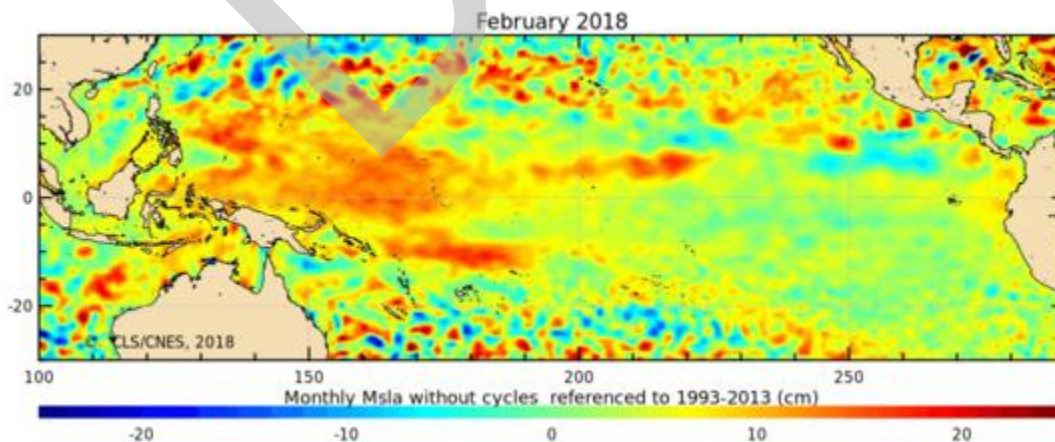 February 2018
20
0
-20
© CLS/CNES, 2018
100 150 200 250
Monthly Msla without cycles referenced to 1993-2013 (cm)
-20 -10 0 10 20